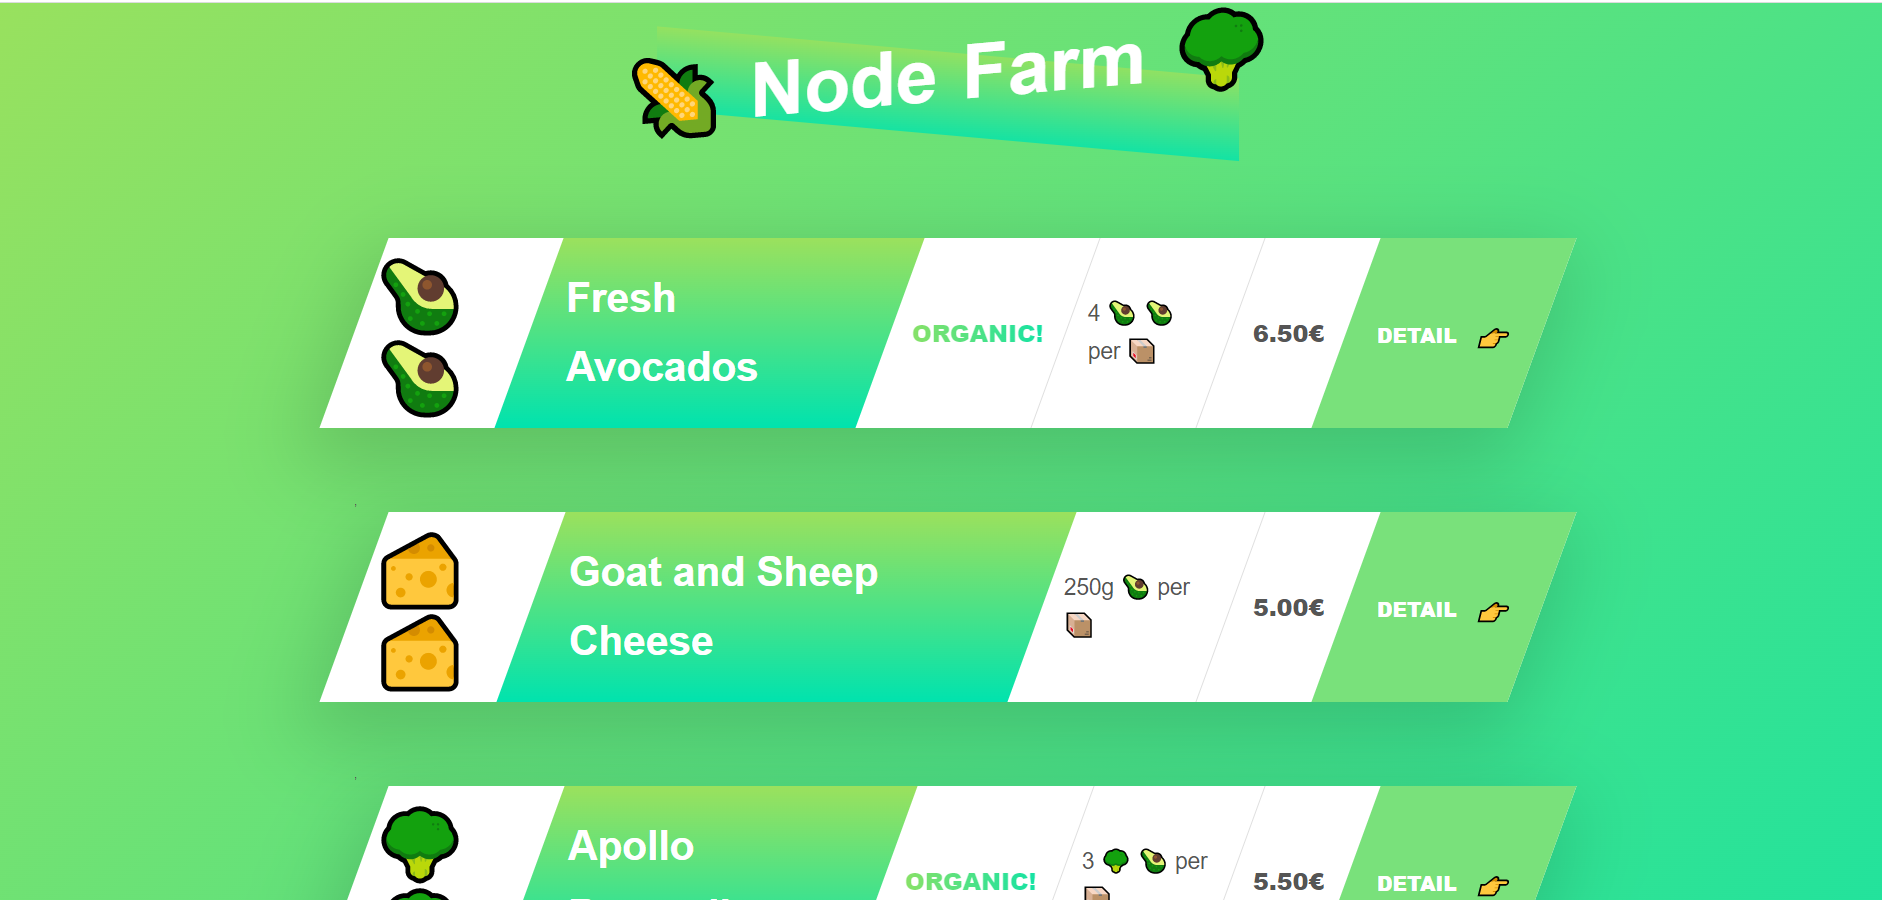 Node Farm
Fresh
Avocados
ORGANIC!
4 🥑 🥑
per 📦
6.50€
DETAIL 👉
Goat and Sheep
Cheese
250g 🥑 per
📦
5.00€
DETAIL 👉
Apollo
ORGANIC!
3 🥦 🥑 per
📦
5.50€
DETAIL 👉